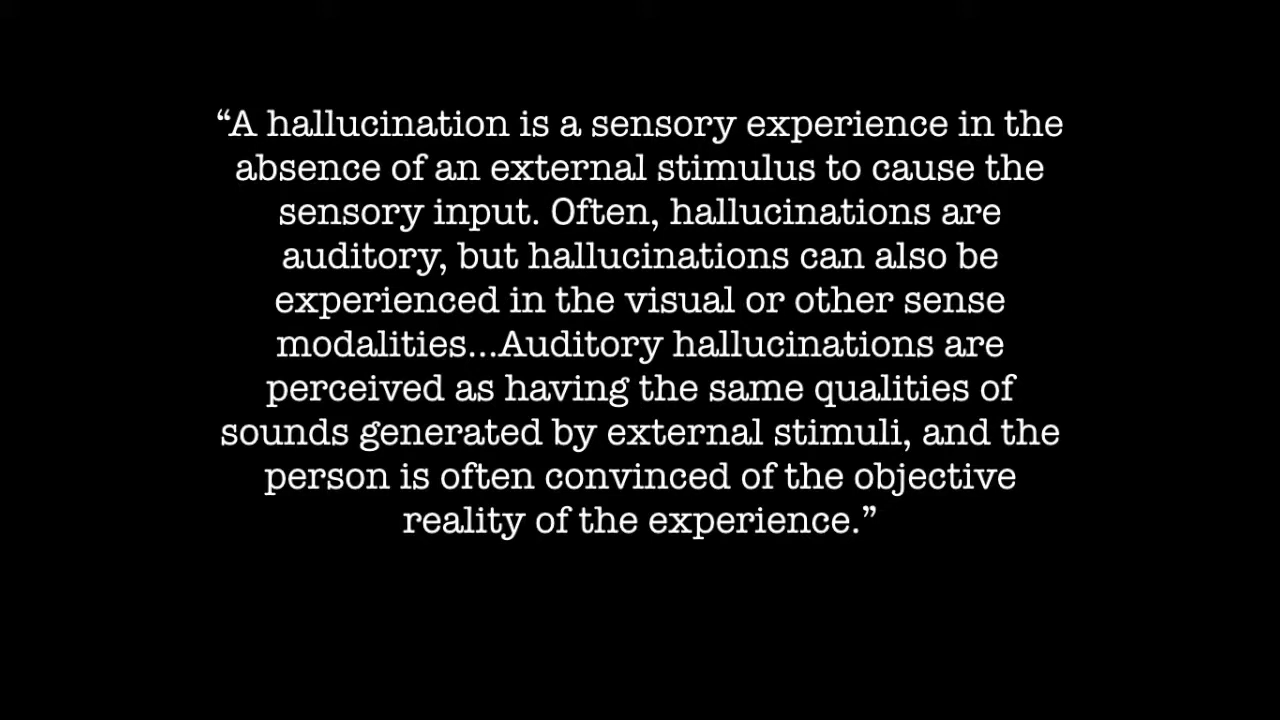 “A hallucination is a sensory experience in the
absence of an external stimulus to cause the
sensory input. Often, hallucinations are
auditory, but hallucinations can also be
experienced in the visual or other sense
modalities...Auditory hallucinations are
perceived as having the same qualities of
sounds generated by external stimuli, and the
person is often convinced of the objective
reality of the experience.”